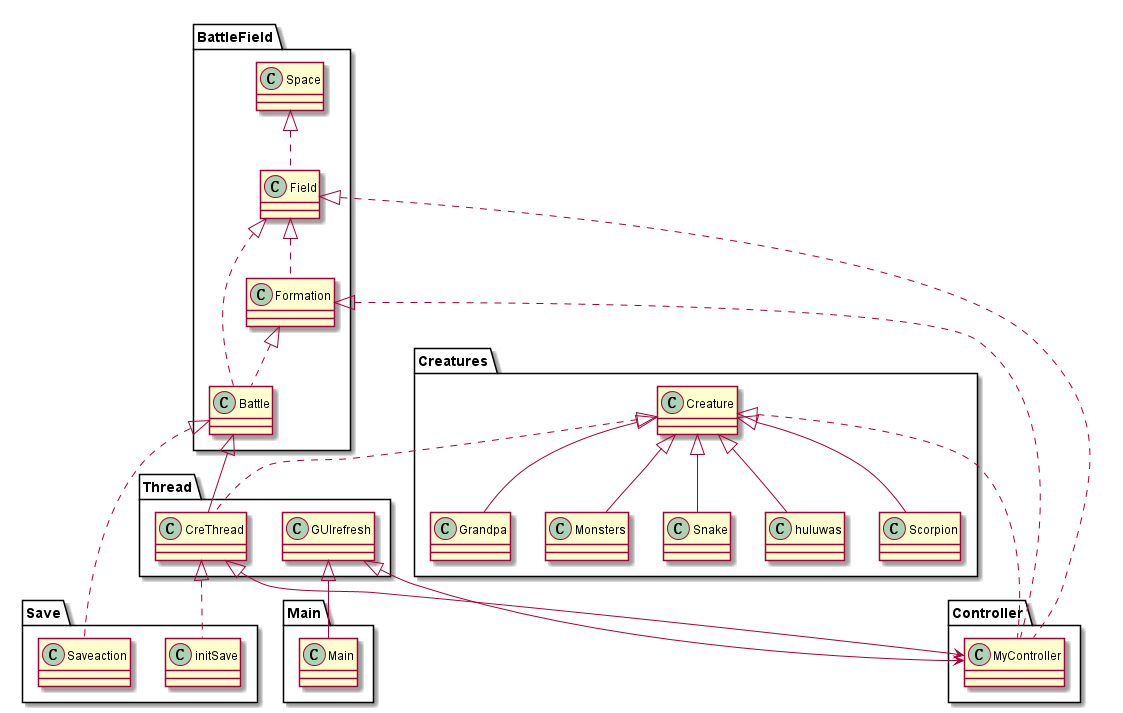 BattleField
C Space
C Field
C Formation
Creatures
C Battle
C Creature
Thread
C CreThread
C GUIrefresh
C Grandpa
C Monsters
C Snake
C huluwas
C Scorpion
Save
Main
Controller
C Saveaction
C initSave
C Main
C MyController